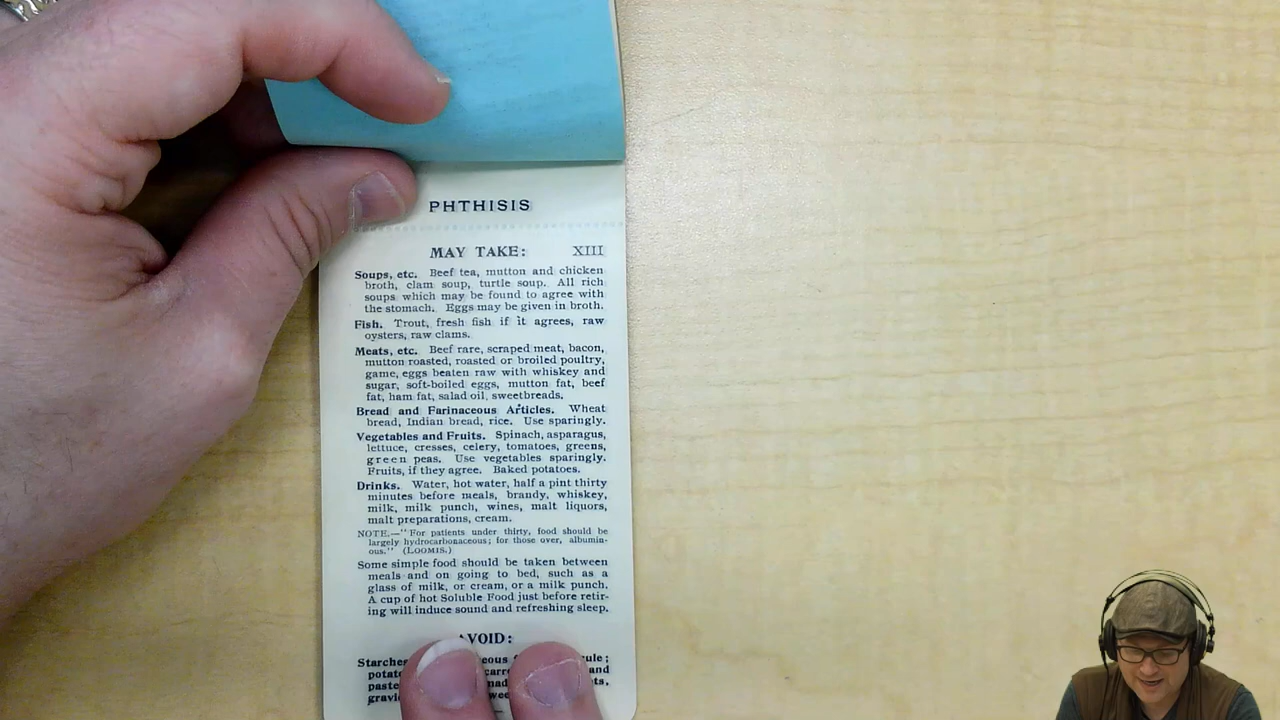 PHTHISIS
MAY TAKE: XIII
Soups, etc. Beef tea, mutton and chicken
broth, clam soup, turtle soup. All rich
soups which may be found to agree with
the stomach. Eggs may be given in broth.
Fish. Trout, fresh fish if it agrees, raw
oysters, raw clams.
Meats, etc. Beef rare, scraped meat, bacon,
mutton roasted, roasted or broiled poultry,
game, eggs beaten raw with whiskey and
sugar, soft-boiled eggs, mutton fat, beef
fat, ham fat, salad oil, sweetbreads.
Bread and Farinaceous Articles. Wheat
bread, Indian bread, rice. Use sparingly.
Vegetables and Fruits. Spinach, asparagus,
lettuce, cresses, celery, tomatoes, greens,
green peas. Use vegetables sparingly.
Fruits, if they agree. Baked potatoes.
Drinks. Water, hot water, half a pint thirty
minutes before meals, brandy, whiskey,
milk, milk punch, wines, malt liquors,
malt preparations, cream.
NOTE.—"For patients under thirty, food should be
largely hydrocarbonaceous; for those over, albumin-
ous." (LOOMIS.)
Some simple food should be taken between
meals and on going to bed, such as a
glass of milk, or cream, or a milk punch.
A cup of hot Soluble Food just before retir-
ing will induce sound and refreshing sleep.
AVOID: